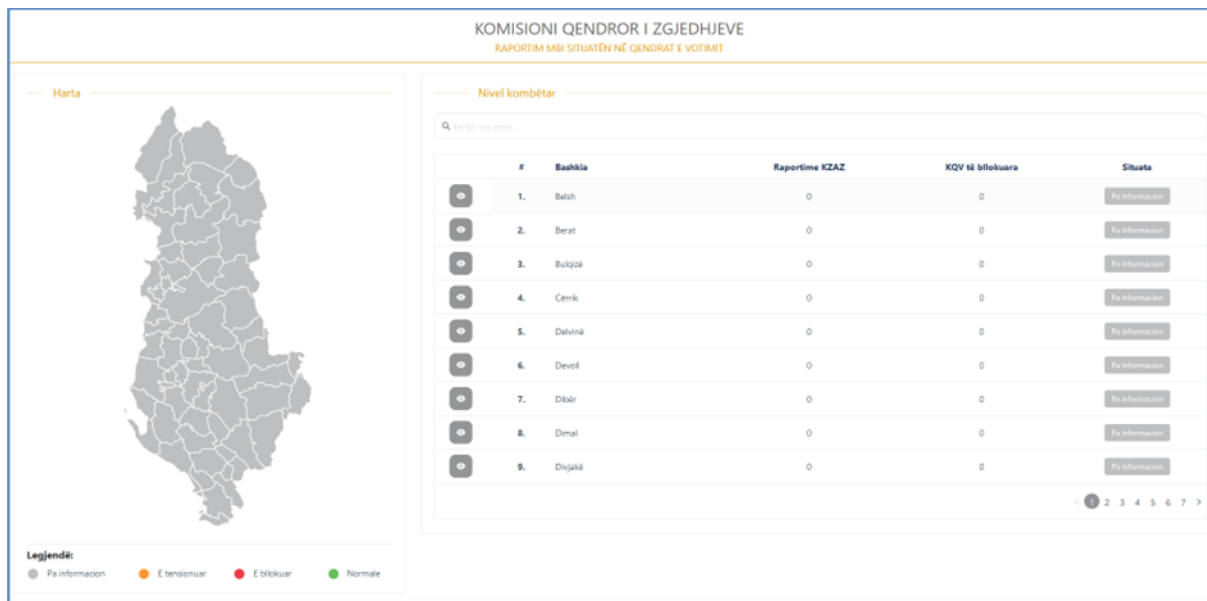 KOMISIONI QENDROR I ZGJEDHJEVE
RAPORTIM MBI SITUATËN NË QENDRAT E VOTIMIT
Harta
Legjendë:
Pa informacion E tensionuar E bllokuar Normale
Nivel kombëtar
Kërko me emër...
# Bashkia Raportime KZAZ KQV të bllokuara Situata
1. Belsh 0 0 Pa Informacion
2. Berat 0 0 Pa Informacion
3. Bulqizë 0 0 Pa Informacion
4. Cërrik 0 0 Pa Informacion
5. Delvinë 0 0 Pa Informacion
6. Devoll 0 0 Pa Informacion
7. Dibër 0 0 Pa Informacion
8. Dimal 0 0 Pa Informacion
9. Divjakë 0 0 Pa Informacion
< 1 2 3 4 5 6 7 >